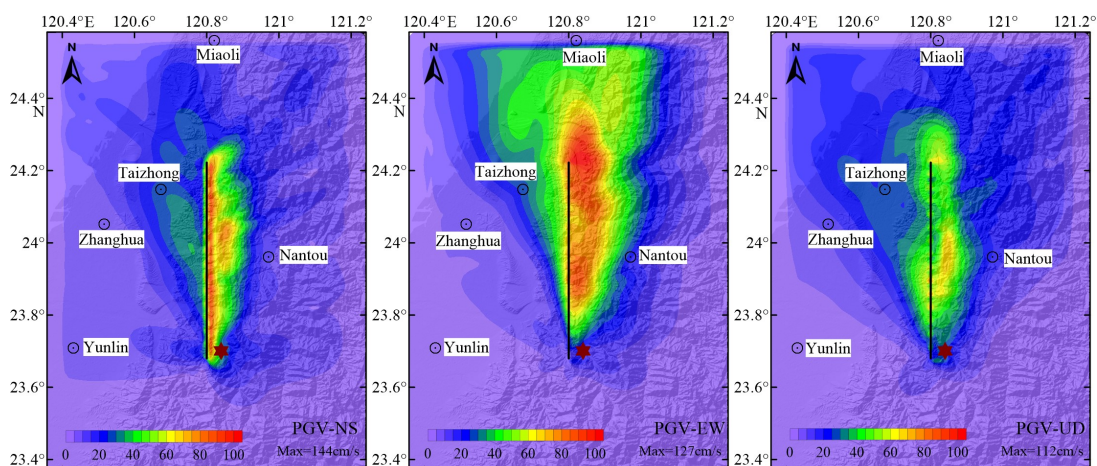 120.4°E 120.6° 120.8° 121° 121.2° 120.4°E 120.6° 120.8° 121° 121.2° 120.4°E 120.6° 120.8° 121° 121.2°
N Miaoli N Miaoli N Miaoli
24.4° 24.4° 24.4°
N N N
24.2° Taizhong 24.2° Taizhong 24.2° Taizhong
24° Zhanghua Nantou 24° Zhanghua Nantou 24° Zhanghua Nantou
23.8° 23.8° 23.8°
Yunlin Yunlin Yunlin
23.6° 23.6° 23.6°
PGV-NS PGV-EW PGV-UD
0 20 40 60 80 100 Max=144cm/s 0 20 40 60 80 100 Max=127cm/s 0 20 40 60 80 100 Max=112cm/s
23.4° 23.4° 23.4°